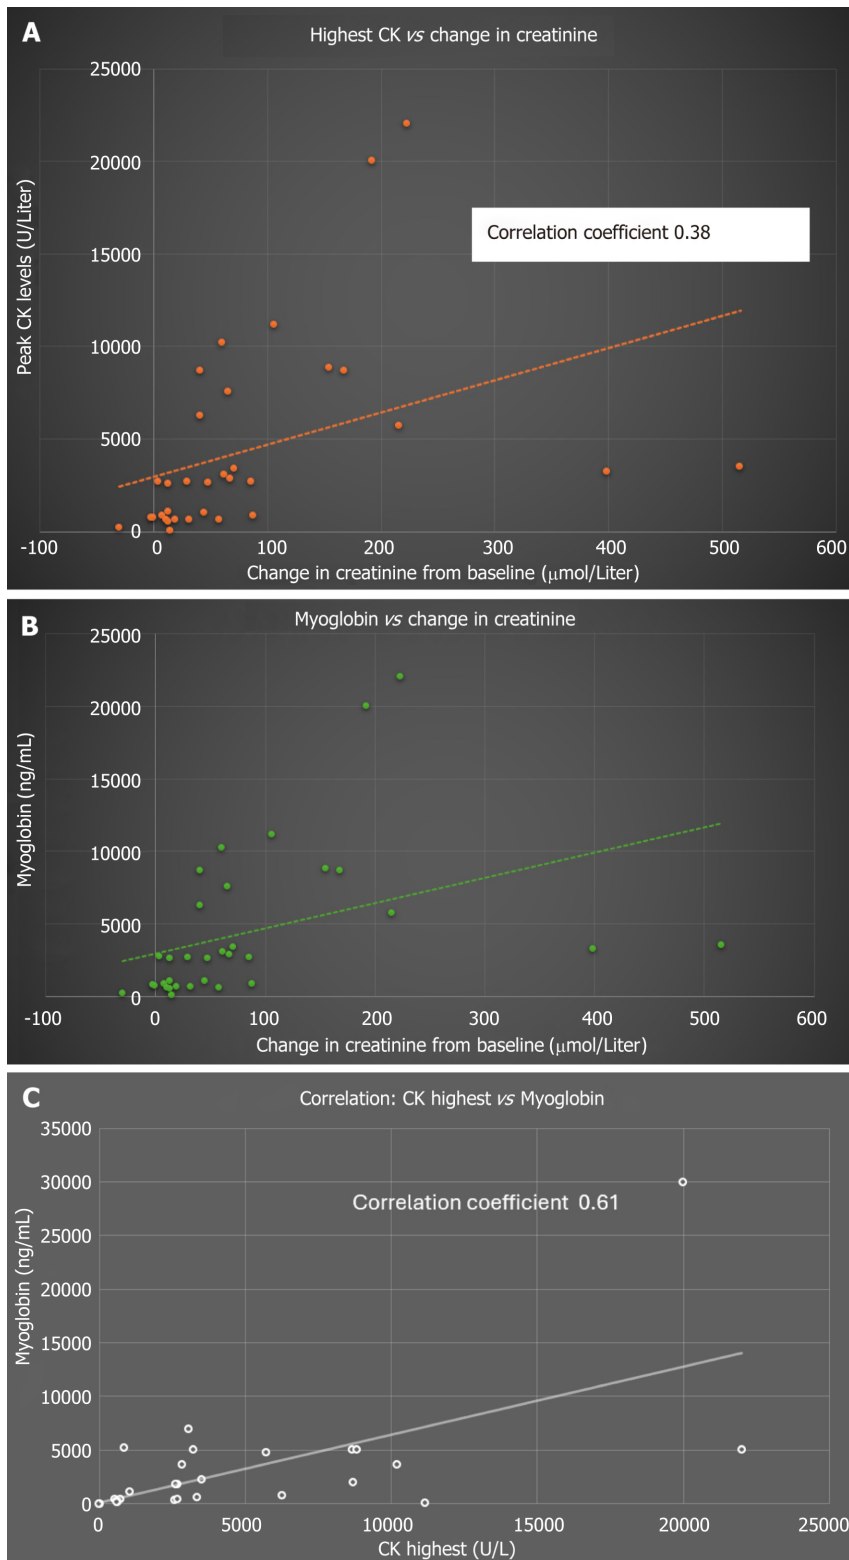 A
Highest CK vs change in creatinine
25000
20000
15000
10000
5000
0
Peak CK levels (U/Liter)
Correlation coefficient 0.38
-100 0 100 200 300 400 500 600
Change in creatinine from baseline (μmol/Liter)
B
Myoglobin vs change in creatinine
25000
20000
15000
10000
5000
0
Myoglobin (ng/mL)
-100 0 100 200 300 400 500 600
Change in creatinine from baseline (μmol/Liter)
C
Correlation: CK highest vs Myoglobin
35000
30000
25000
20000
15000
10000
5000
0
Myoglobin (ng/mL)
Correlation coefficient 0.61
0 5000 10000 15000 20000 25000
CK highest (U/L)